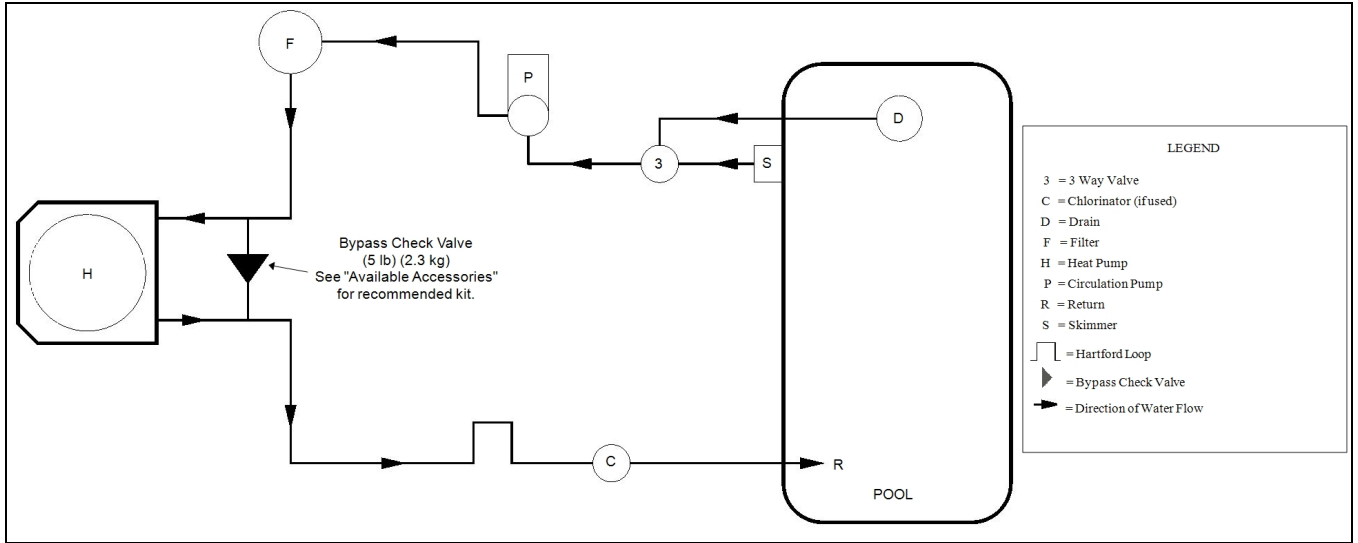 F
P
D
3
S
H
Bypass Check Valve
(5 lb) (2.3 kg)
See "Available Accessories"
for recommended kit.
C
R
POOL
LEGEND
3 = 3 Way Valve
C = Chlorinator (if used)
D = Drain
F = Filter
H = Heat Pump
P = Circulation Pump
R = Return
S = Skimmer
= Hartford Loop
= Bypass Check Valve
= Direction of Water Flow